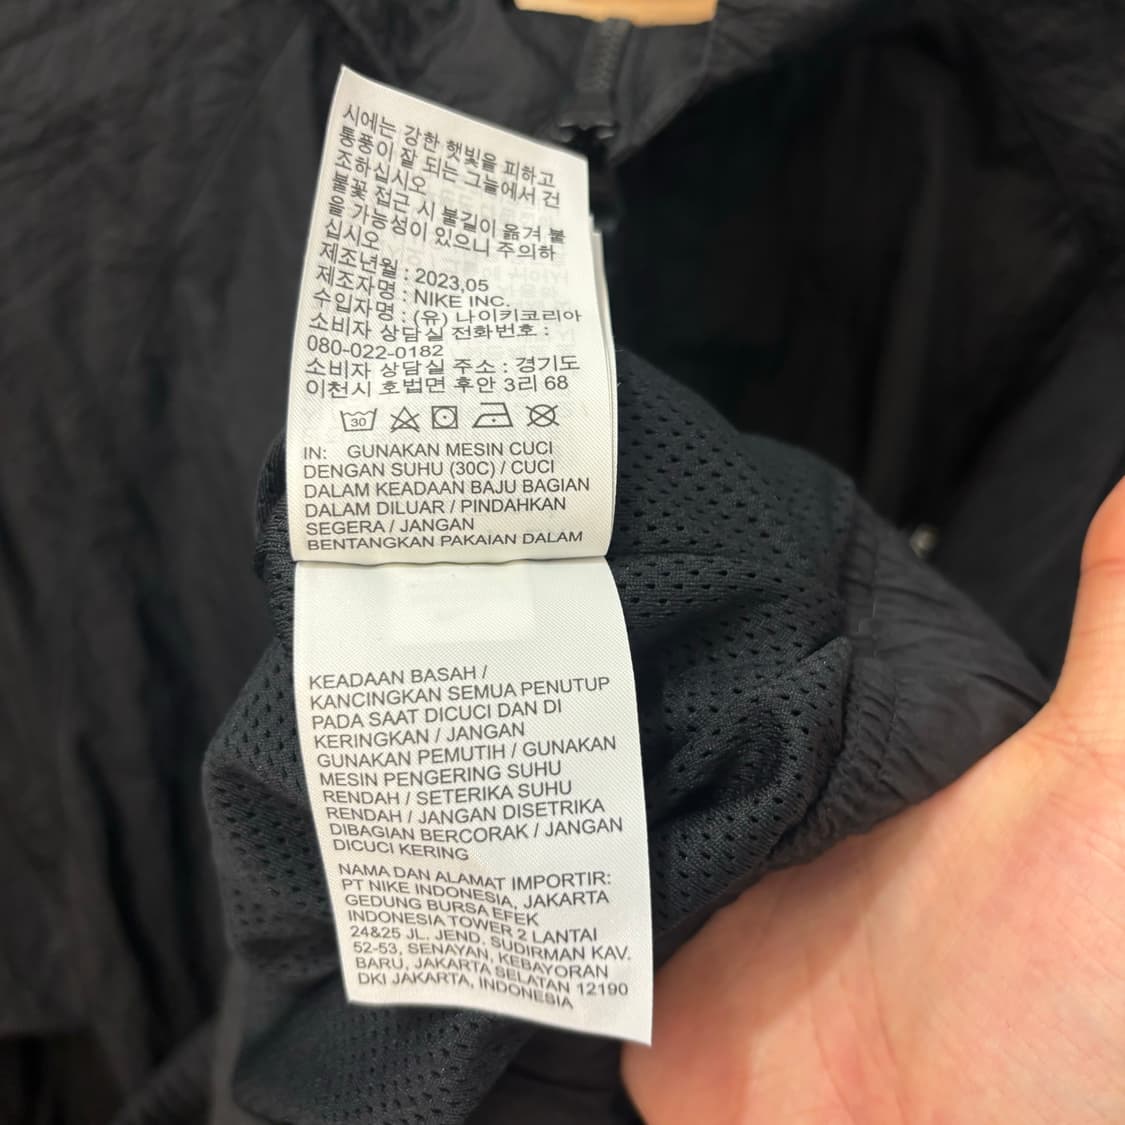 시에는 강한 햇빛을 피하고
통풍이 잘 되는 그늘에서 건
조하십시오
불꽃 접근 시 불길이 옮겨 붙
을 가능성이 있으니 주의하
십시오
제조년월 : 2023,05
제조자명 : NIKE INC.
수입자명 : (유) 나이키코리아
소비자 상담실 전화번호 :
080-022-0182
소비자 상담실 주소 : 경기도
이천시 호법면 후안 3리 68
30
IN: GUNAKAN MESIN CUCI
DENGAN SUHU (30C) / CUCI
DALAM KEADAAN BAJU BAGIAN
DALAM DILUAR / PINDAHKAN
SEGERA / JANGAN
BENTANGKAN PAKAIAN DALAM
KEADAAN BASAH /
KANCINGKAN SEMUA PENUTUP
PADA SAAT DICUCI DAN DI
KERINGKAN / JANGAN
GUNAKAN PEMUTIH / GUNAKAN
MESIN PENGERING SUHU
RENDAH / SETERIKA SUHU
RENDAH / JANGAN DISETRIKA
DIBAGIAN BERCORAK / JANGAN
DICUCI KERING
NAMA DAN ALAMAT IMPORTIR:
PT NIKE INDONESIA, JAKARTA
GEDUNG BURSA EFEK
INDONESIA TOWER 2 LANTAI
24&25 JL. JEND. SUDIRMAN KAV.
52-53, SENAYAN, KEBAYORAN
BARU, JAKARTA SELATAN 12190
DKI JAKARTA, INDONESIA